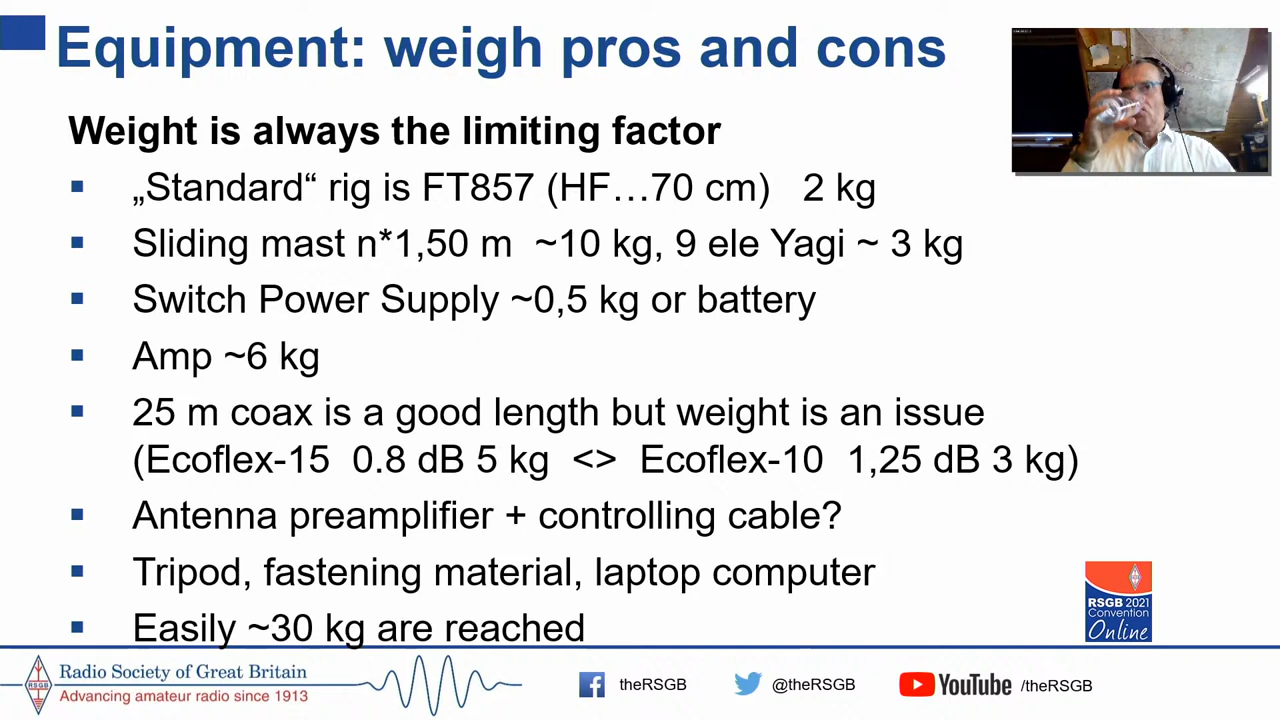 Equipment: weigh pros and cons
Weight is always the limiting factor
▪ „Standard“ rig is FT857 (HF…70 cm) 2 kg
▪ Sliding mast n*1,50 m ~10 kg, 9 ele Yagi ~ 3 kg
▪ Switch Power Supply ~0,5 kg or battery
▪ Amp ~6 kg
▪ 25 m coax is a good length but weight is an issue
(Ecoflex-15 0.8 dB 5 kg <> Ecoflex-10 1,25 dB 3 kg)
▪ Antenna preamplifier + controlling cable?
▪ Tripod, fastening material, laptop computer
▪ Easily ~30 kg are reached
RSGB 2021
Convention
Online
RSGB
Radio Society of Great Britain
Advancing amateur radio since 1913
theRSGB
@theRSGB
YouTube /theRSGB